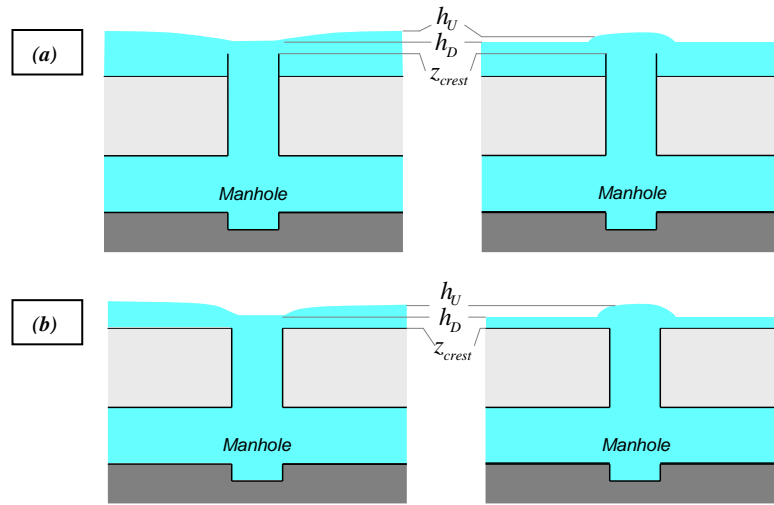 (a)
h_U
h_D
z_crest
Manhole
Manhole
(b)
h_U
h_D
z_crest
Manhole
Manhole